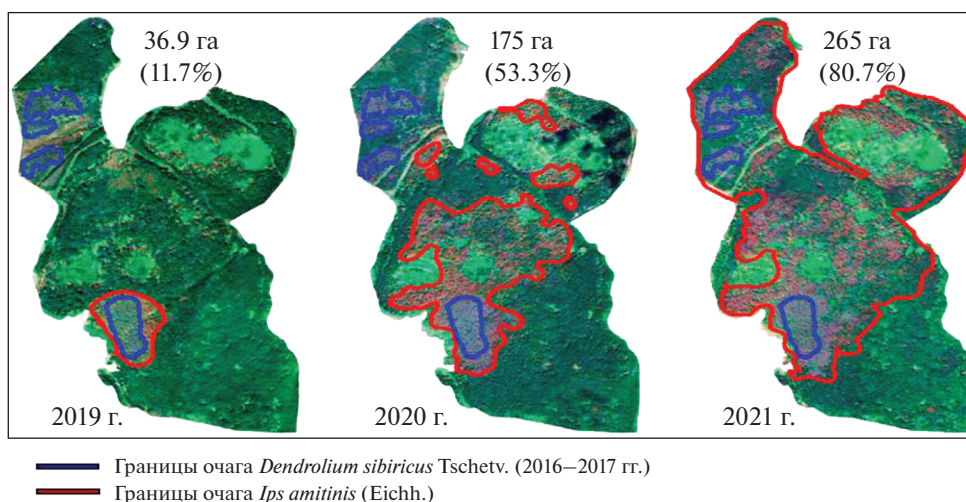 36.9 га
(11.7%)
175 га
(53.3%)
265 га
(80.7%)
2019 г.
2020 г.
2021 г.
Границы очага Dendrolium sibiricus Tschetv. (2016–2017 гг.)
Границы очага Ips amitinis (Eichh.)